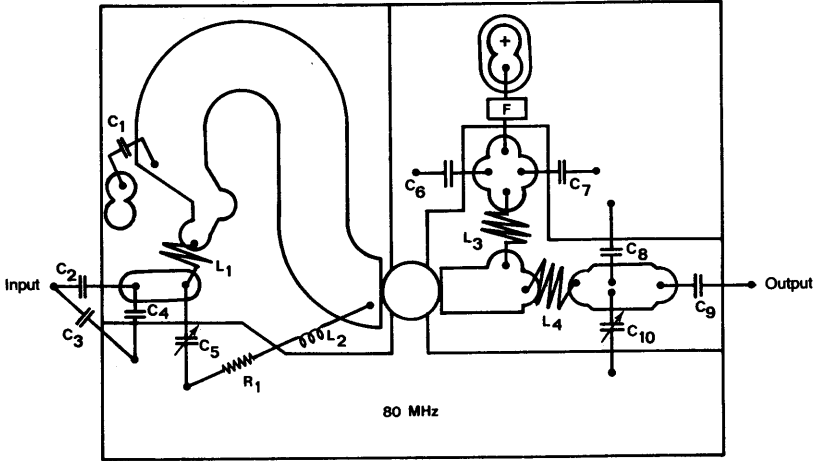 +
F
C1
C6
C7
L3
L1
C8
C2
Input
Output
C4
C9
C3
L4
C10
C5
L2
R1
80 MHz